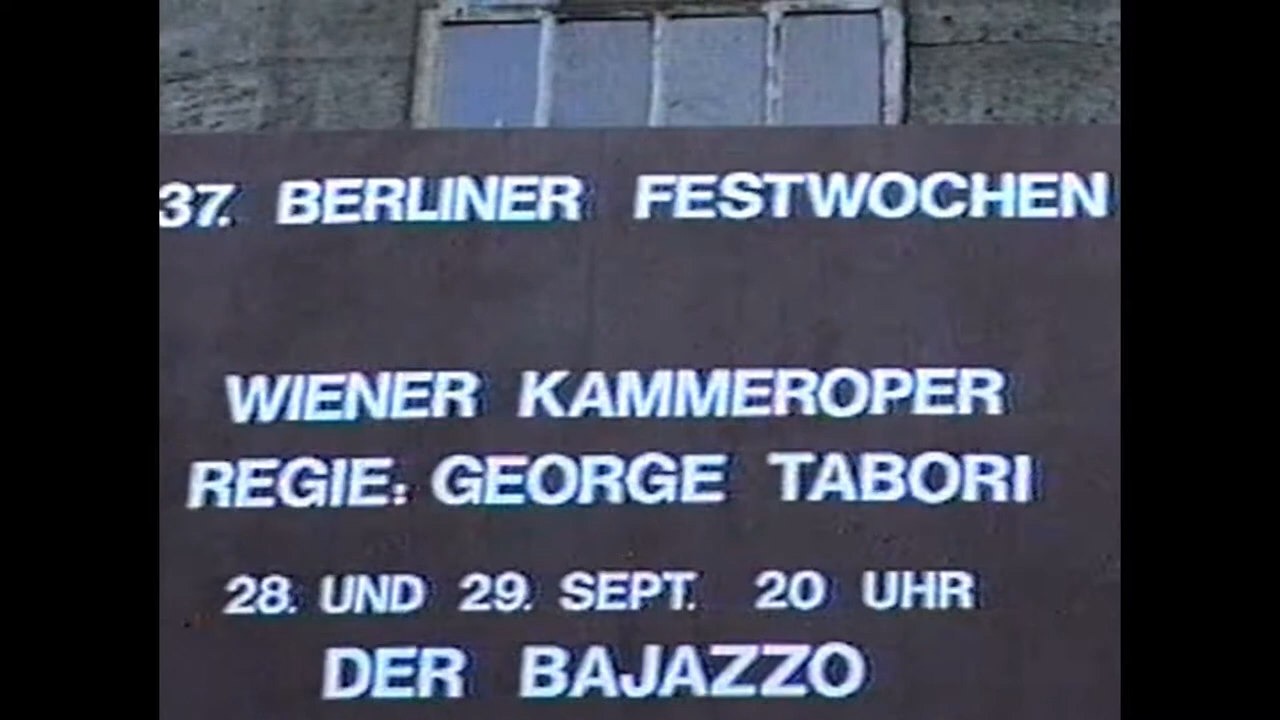 37. BERLINER FESTWOCHEN
WIENER KAMMEROPER
REGIE: GEORGE TABORI
28. UND 29. SEPT. 20 UHR
DER BAJAZZO